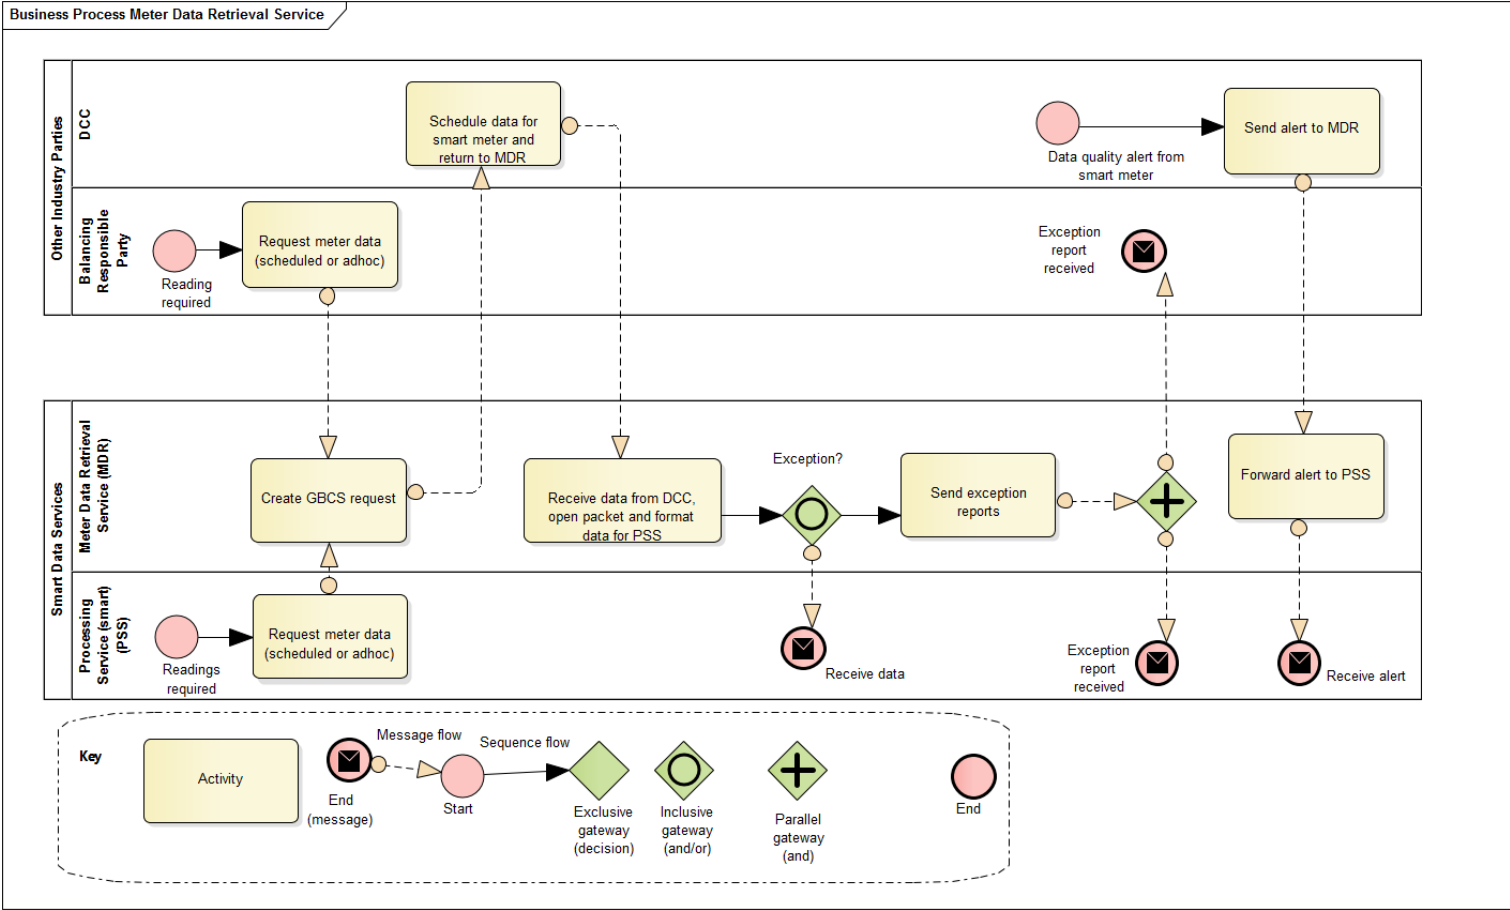 Business Process Meter Data Retrieval Service
Other Industry Parties
DCC
Schedule data for
smart meter and
return to MDR
Data quality alert from
smart meter
Send alert to MDR
Balancing
Responsible
Party
Reading
required
Request meter data
(scheduled or adhoc)
Exception
report
received
Smart Data Services
Meter Data Retrieval
Service (MDR)
Create GBCS request
Receive data from DCC,
open packet and format
data for PSS
Exception?
Send exception
reports
Forward alert to PSS
Processing
Service (smart)
(PSS)
Readings
required
Request meter data
(scheduled or adhoc)
Receive data
Exception
report
received
Receive alert
Key
Activity
End
(message)
Message flow
Start
Sequence flow
Exclusive
gateway
(decision)
Inclusive
gateway
(and/or)
Parallel
gateway
(and)
End